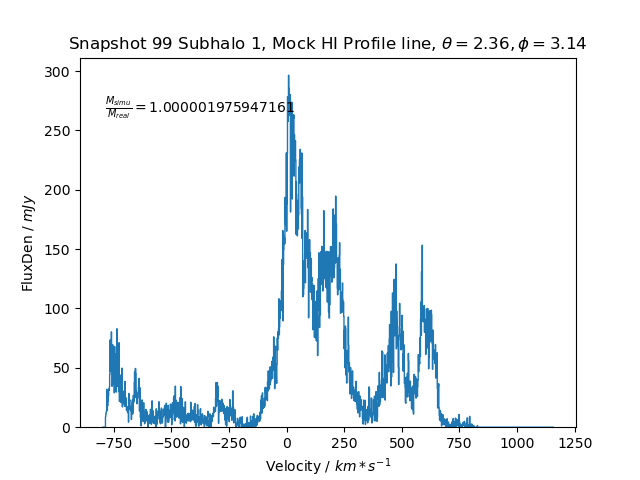 Snapshot 99 Subhalo 1, Mock HI Profile line, θ = 2.36, ϕ = 3.14
300
M_simu/M_real = 1.000001975947161
250
200
150
100
50
0
FluxDen / mJy
−750 −500 −250 0 250 500 750 1000 1250
Velocity / km * s⁻¹